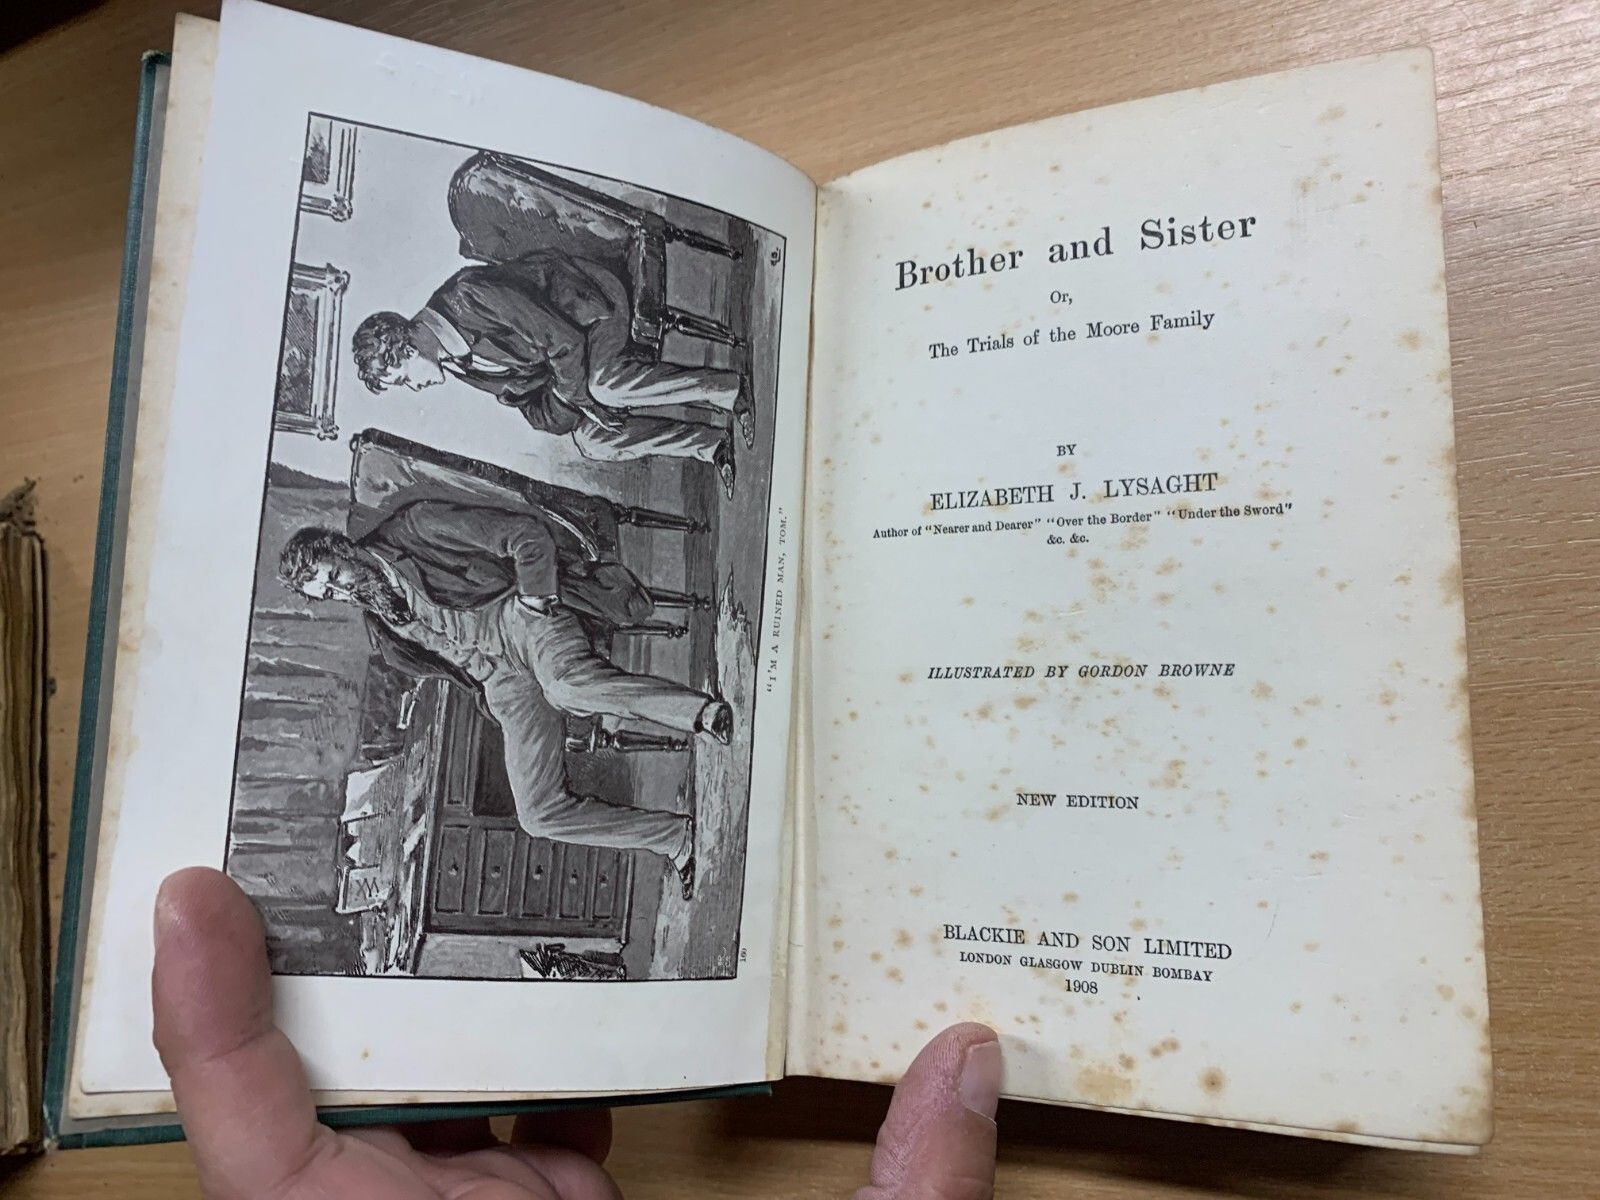 "I'M A RUINED MAN, TOM."
160
Brother and Sister
Or,
The Trials of the Moore Family
BY
ELIZABETH J. LYSAGHT
Author of "Nearer and Dearer" "Over the Border" "Under the Sword"
&c. &c.
ILLUSTRATED BY GORDON BROWNE
NEW EDITION
BLACKIE AND SON LIMITED
LONDON GLASGOW DUBLIN BOMBAY
1908